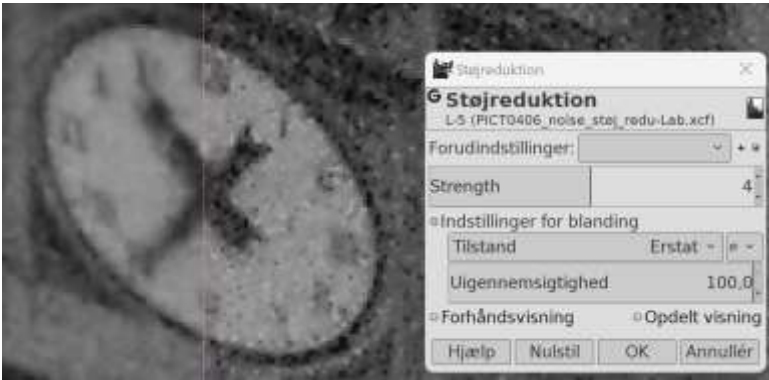 Støjreduktion
G Støjreduktion
L-5 (PICT0406_noise_støj_redu-Lab.xcf)
Forudindstillinger:
Strength 4
Indstillinger for blanding
Tilstand Erstat
Uigennemsigtighed 100,0
Forhåndsvisning Opdelt visning
Hjælp Nulstil OK Annullér